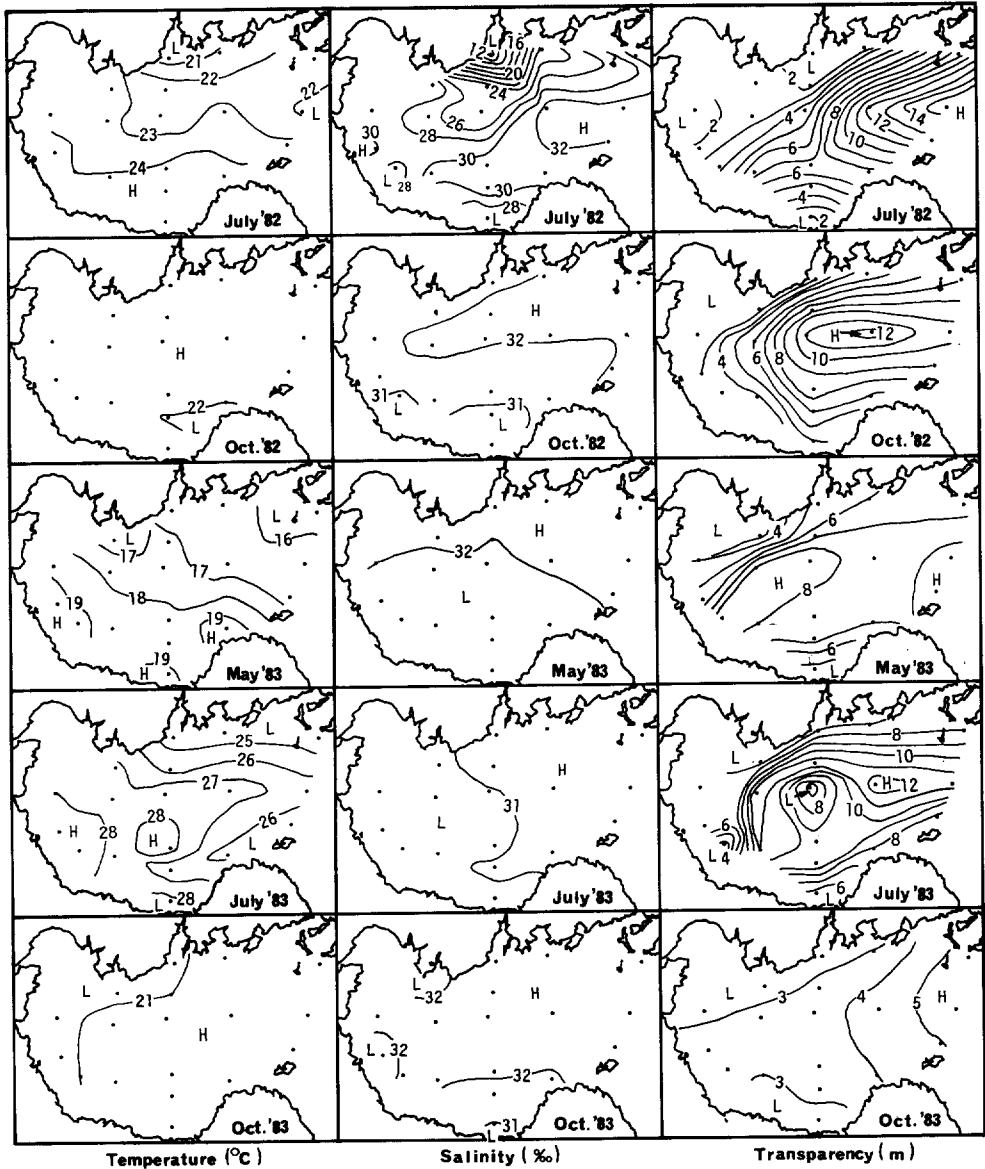 L 21 22 22 L 23 24 H July '82
L 12 16 20 24 26 28 30 H L 28 30 H 32 30 28 L July '82
2 L L 2 4 8 6 12 14 H 10 6 4 L 2 July '82
H 22 L Oct. '82
H 32 31 L 31 L Oct. '82
L H 12 4 6 8 10 Oct. '82
L 17 L 16 17 18 19 H 19 H H 19 May '83
32 H L May '83
L 4 6 H 8 H 6 L May '83
L 25 26 27 28 H 28 H 26 L L 28 July '83
H 31 L 31 July '83
8 L 10 H 12 L 8 10 6 L 4 8 6 L July '83
L 21 H Oct. '83
L 32 H L 32 32 L 31 Oct. '83
L 3 4 5 H 3 L Oct. '83
Temperature (°C) Salinity (‰) Transparency (m)